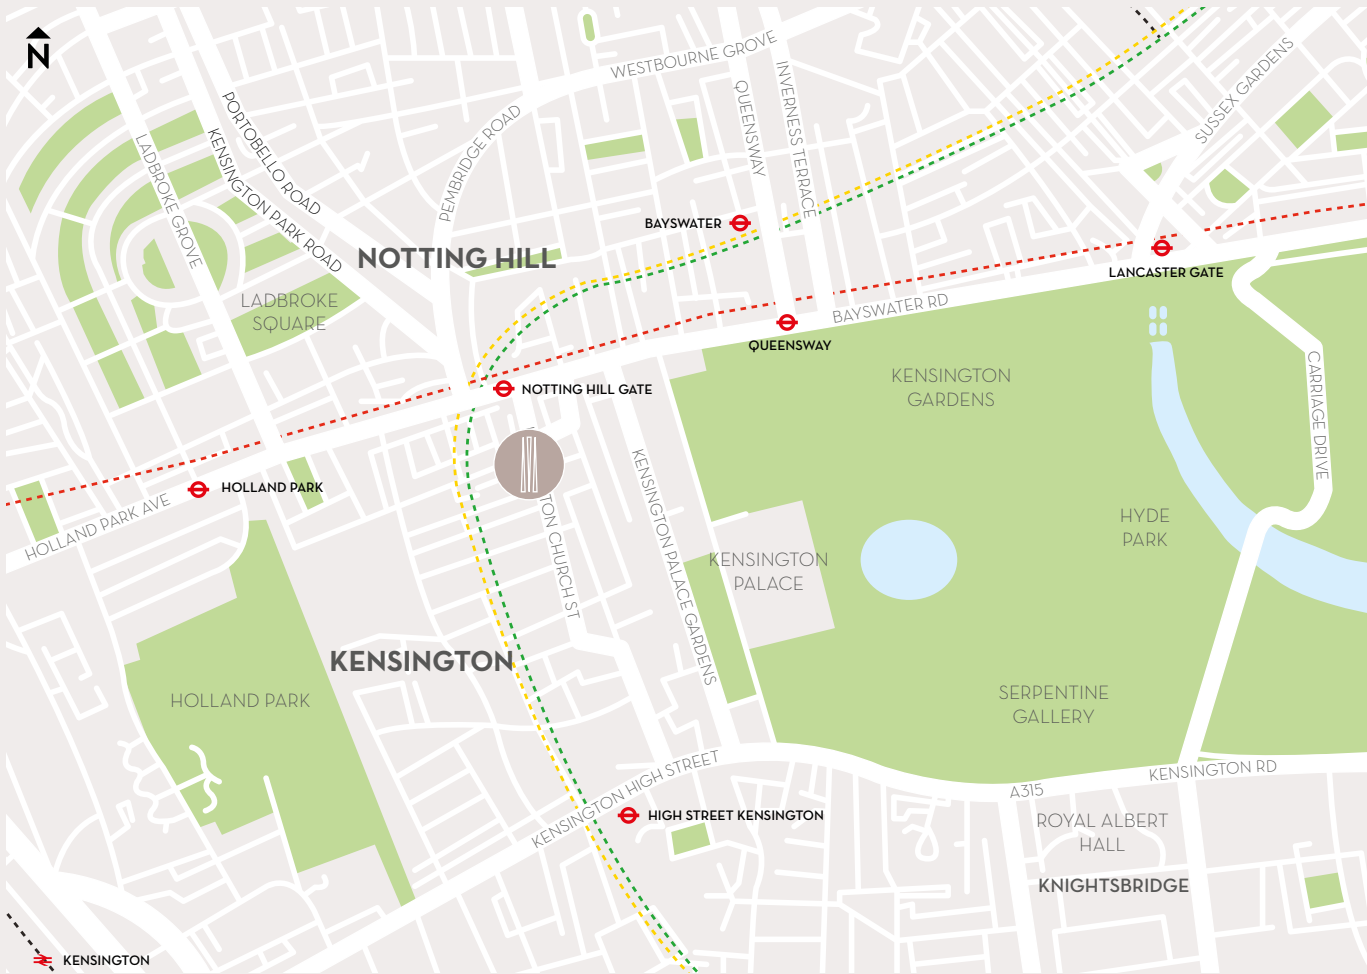 N
WESTBOURNE GROVE
SUSSEX GARDENS
INVERNESS TERRACE
QUEENSWAY
PORTOBELLO ROAD
PEMBRIDGE ROAD
KENSINGTON PARK ROAD
LADBROKE GROVE
BAYSWATER
NOTTING HILL
LANCASTER GATE
LADBROKE
SQUARE
BAYSWATER RD
QUEENSWAY
NOTTING HILL GATE
KENSINGTON
GARDENS
CARRIAGE DRIVE
HOLLAND PARK
HOLLAND PARK AVE
TON CHURCH ST
KENSINGTON PALACE GARDENS
HYDE
PARK
KENSINGTON
PALACE
KENSINGTON
HOLLAND PARK
SERPENTINE
GALLERY
KENSINGTON HIGH STREET
KENSINGTON RD
A315
HIGH STREET KENSINGTON
ROYAL ALBERT
HALL
KNIGHTSBRIDGE
KENSINGTON